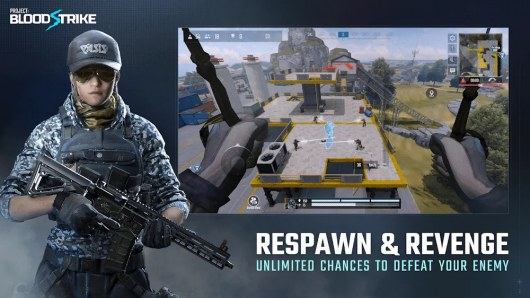 PROJECT:
BLOODSTRIKE
RESPAWN & REVENGE
UNLIMITED CHANCES TO DEFEAT YOUR ENEMY